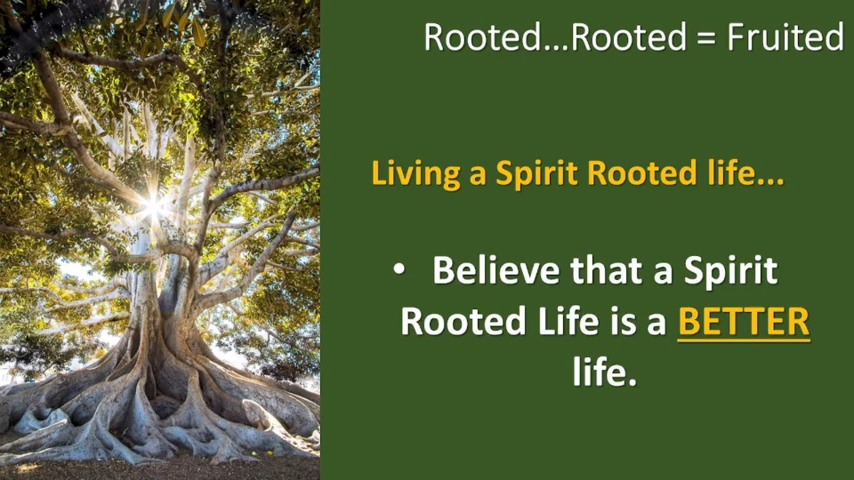 Rooted...Rooted = Fruited
Living a Spirit Rooted life...
• Believe that a Spirit
Rooted Life is a BETTER
life.